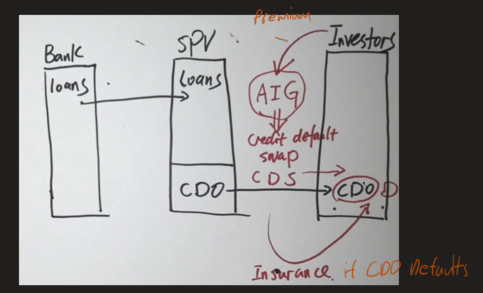 Premium
Bank
SPV
Investors
loans
loans
AIG
Credit default
swap
CDS
CDO
CDO
Insurance if CDO Defaults